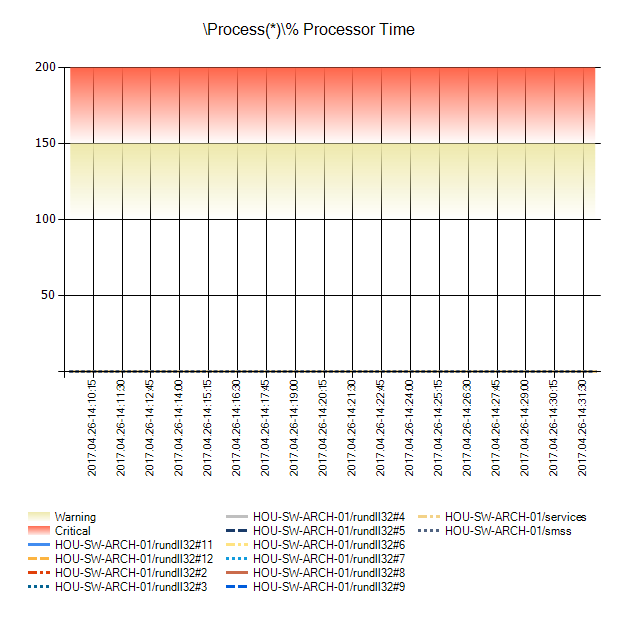 \Process(*)\% Processor Time
200
150
100
50
2017.04.26-14:10:15
2017.04.26-14:11:30
2017.04.26-14:12:45
2017.04.26-14:14:00
2017.04.26-14:15:15
2017.04.26-14:16:30
2017.04.26-14:17:45
2017.04.26-14:19:00
2017.04.26-14:20:15
2017.04.26-14:21:30
2017.04.26-14:22:45
2017.04.26-14:24:00
2017.04.26-14:25:15
2017.04.26-14:26:30
2017.04.26-14:27:45
2017.04.26-14:29:00
2017.04.26-14:30:15
2017.04.26-14:31:30
Warning
Critical
HOU-SW-ARCH-01/rundll32#11
HOU-SW-ARCH-01/rundll32#12
HOU-SW-ARCH-01/rundll32#2
HOU-SW-ARCH-01/rundll32#3
HOU-SW-ARCH-01/rundll32#4
HOU-SW-ARCH-01/rundll32#5
HOU-SW-ARCH-01/rundll32#6
HOU-SW-ARCH-01/rundll32#7
HOU-SW-ARCH-01/rundll32#8
HOU-SW-ARCH-01/rundll32#9
HOU-SW-ARCH-01/services
HOU-SW-ARCH-01/smss